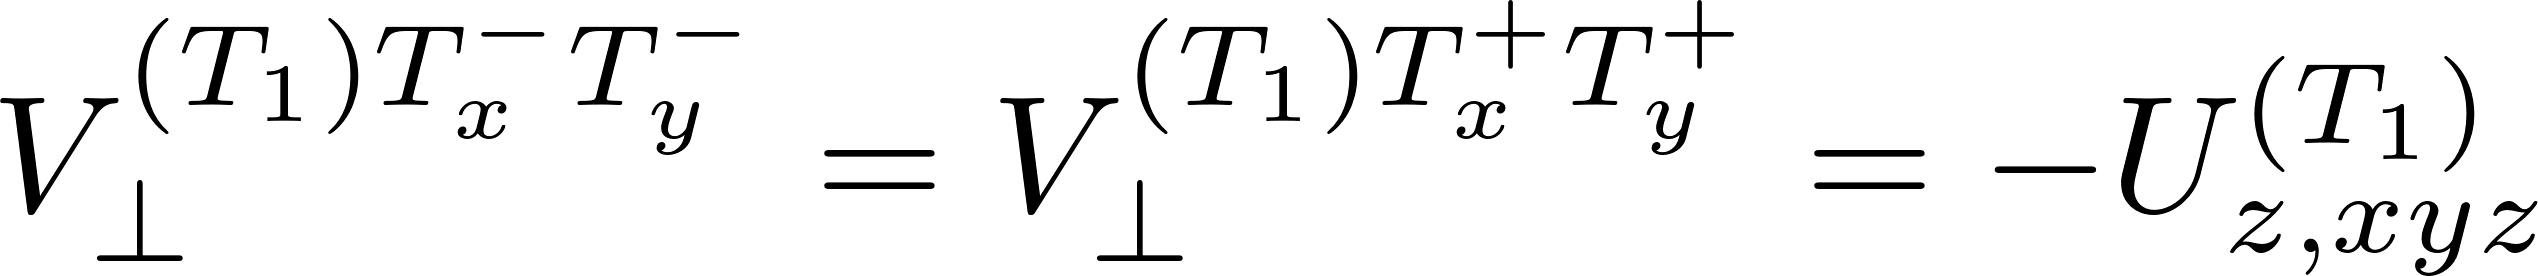 V_{\perp}^{(T_1)T_x^- T_y^-} = V_{\perp}^{(T_1)T_x^+ T_y^+} = -U_{z,xyz}^{(T_1)}